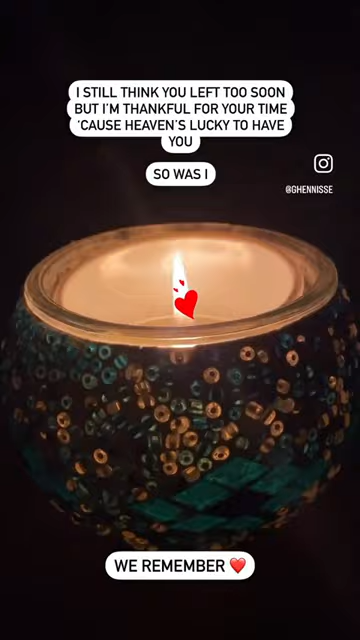 I STILL THINK YOU LEFT TOO SOON
BUT I'M THANKFUL FOR YOUR TIME
'CAUSE HEAVEN'S LUCKY TO HAVE
YOU
SO WAS I
@GHENNISSE
WE REMEMBER ❤️